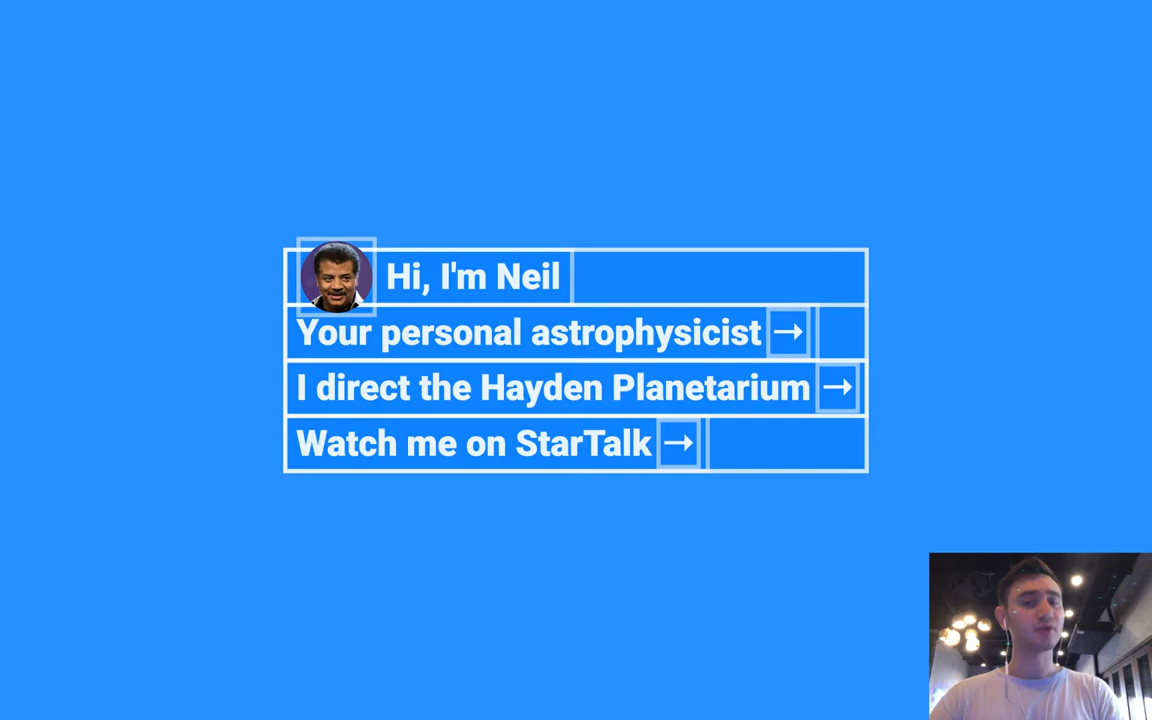 Hi, I'm Neil
Your personal astrophysicist →
I direct the Hayden Planetarium →
Watch me on StarTalk →